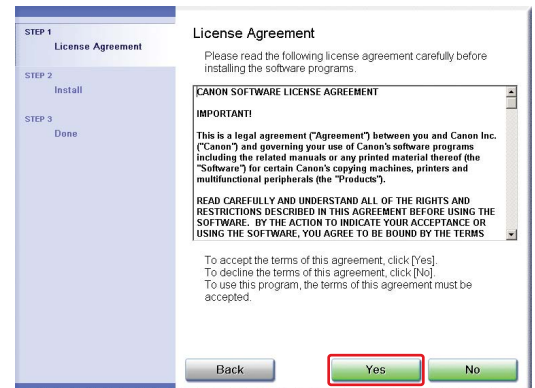 STEP 1
License Agreement
STEP 2
Install
STEP 3
Done
License Agreement
Please read the following license agreement carefully before
installing the software programs.
CANON SOFTWARE LICENSE AGREEMENT
IMPORTANT!
This is a legal agreement ("Agreement") between you and Canon Inc.
("Canon") and governing your use of Canon's software programs
including the related manuals or any printed material thereof (the
"Software") for certain Canon's copying machines, printers and
multifunctional peripherals (the "Products").
READ CAREFULLY AND UNDERSTAND ALL OF THE RIGHTS AND
RESTRICTIONS DESCRIBED IN THIS AGREEMENT BEFORE USING THE
SOFTWARE. BY THE ACTION TO INDICATE YOUR ACCEPTANCE OR
USING THE SOFTWARE, YOU AGREE TO BE BOUND BY THE TERMS
To accept the terms of this agreement, click [Yes].
To decline the terms of this agreement, click [No].
To use this program, the terms of this agreement must be
accepted.
Back Yes No